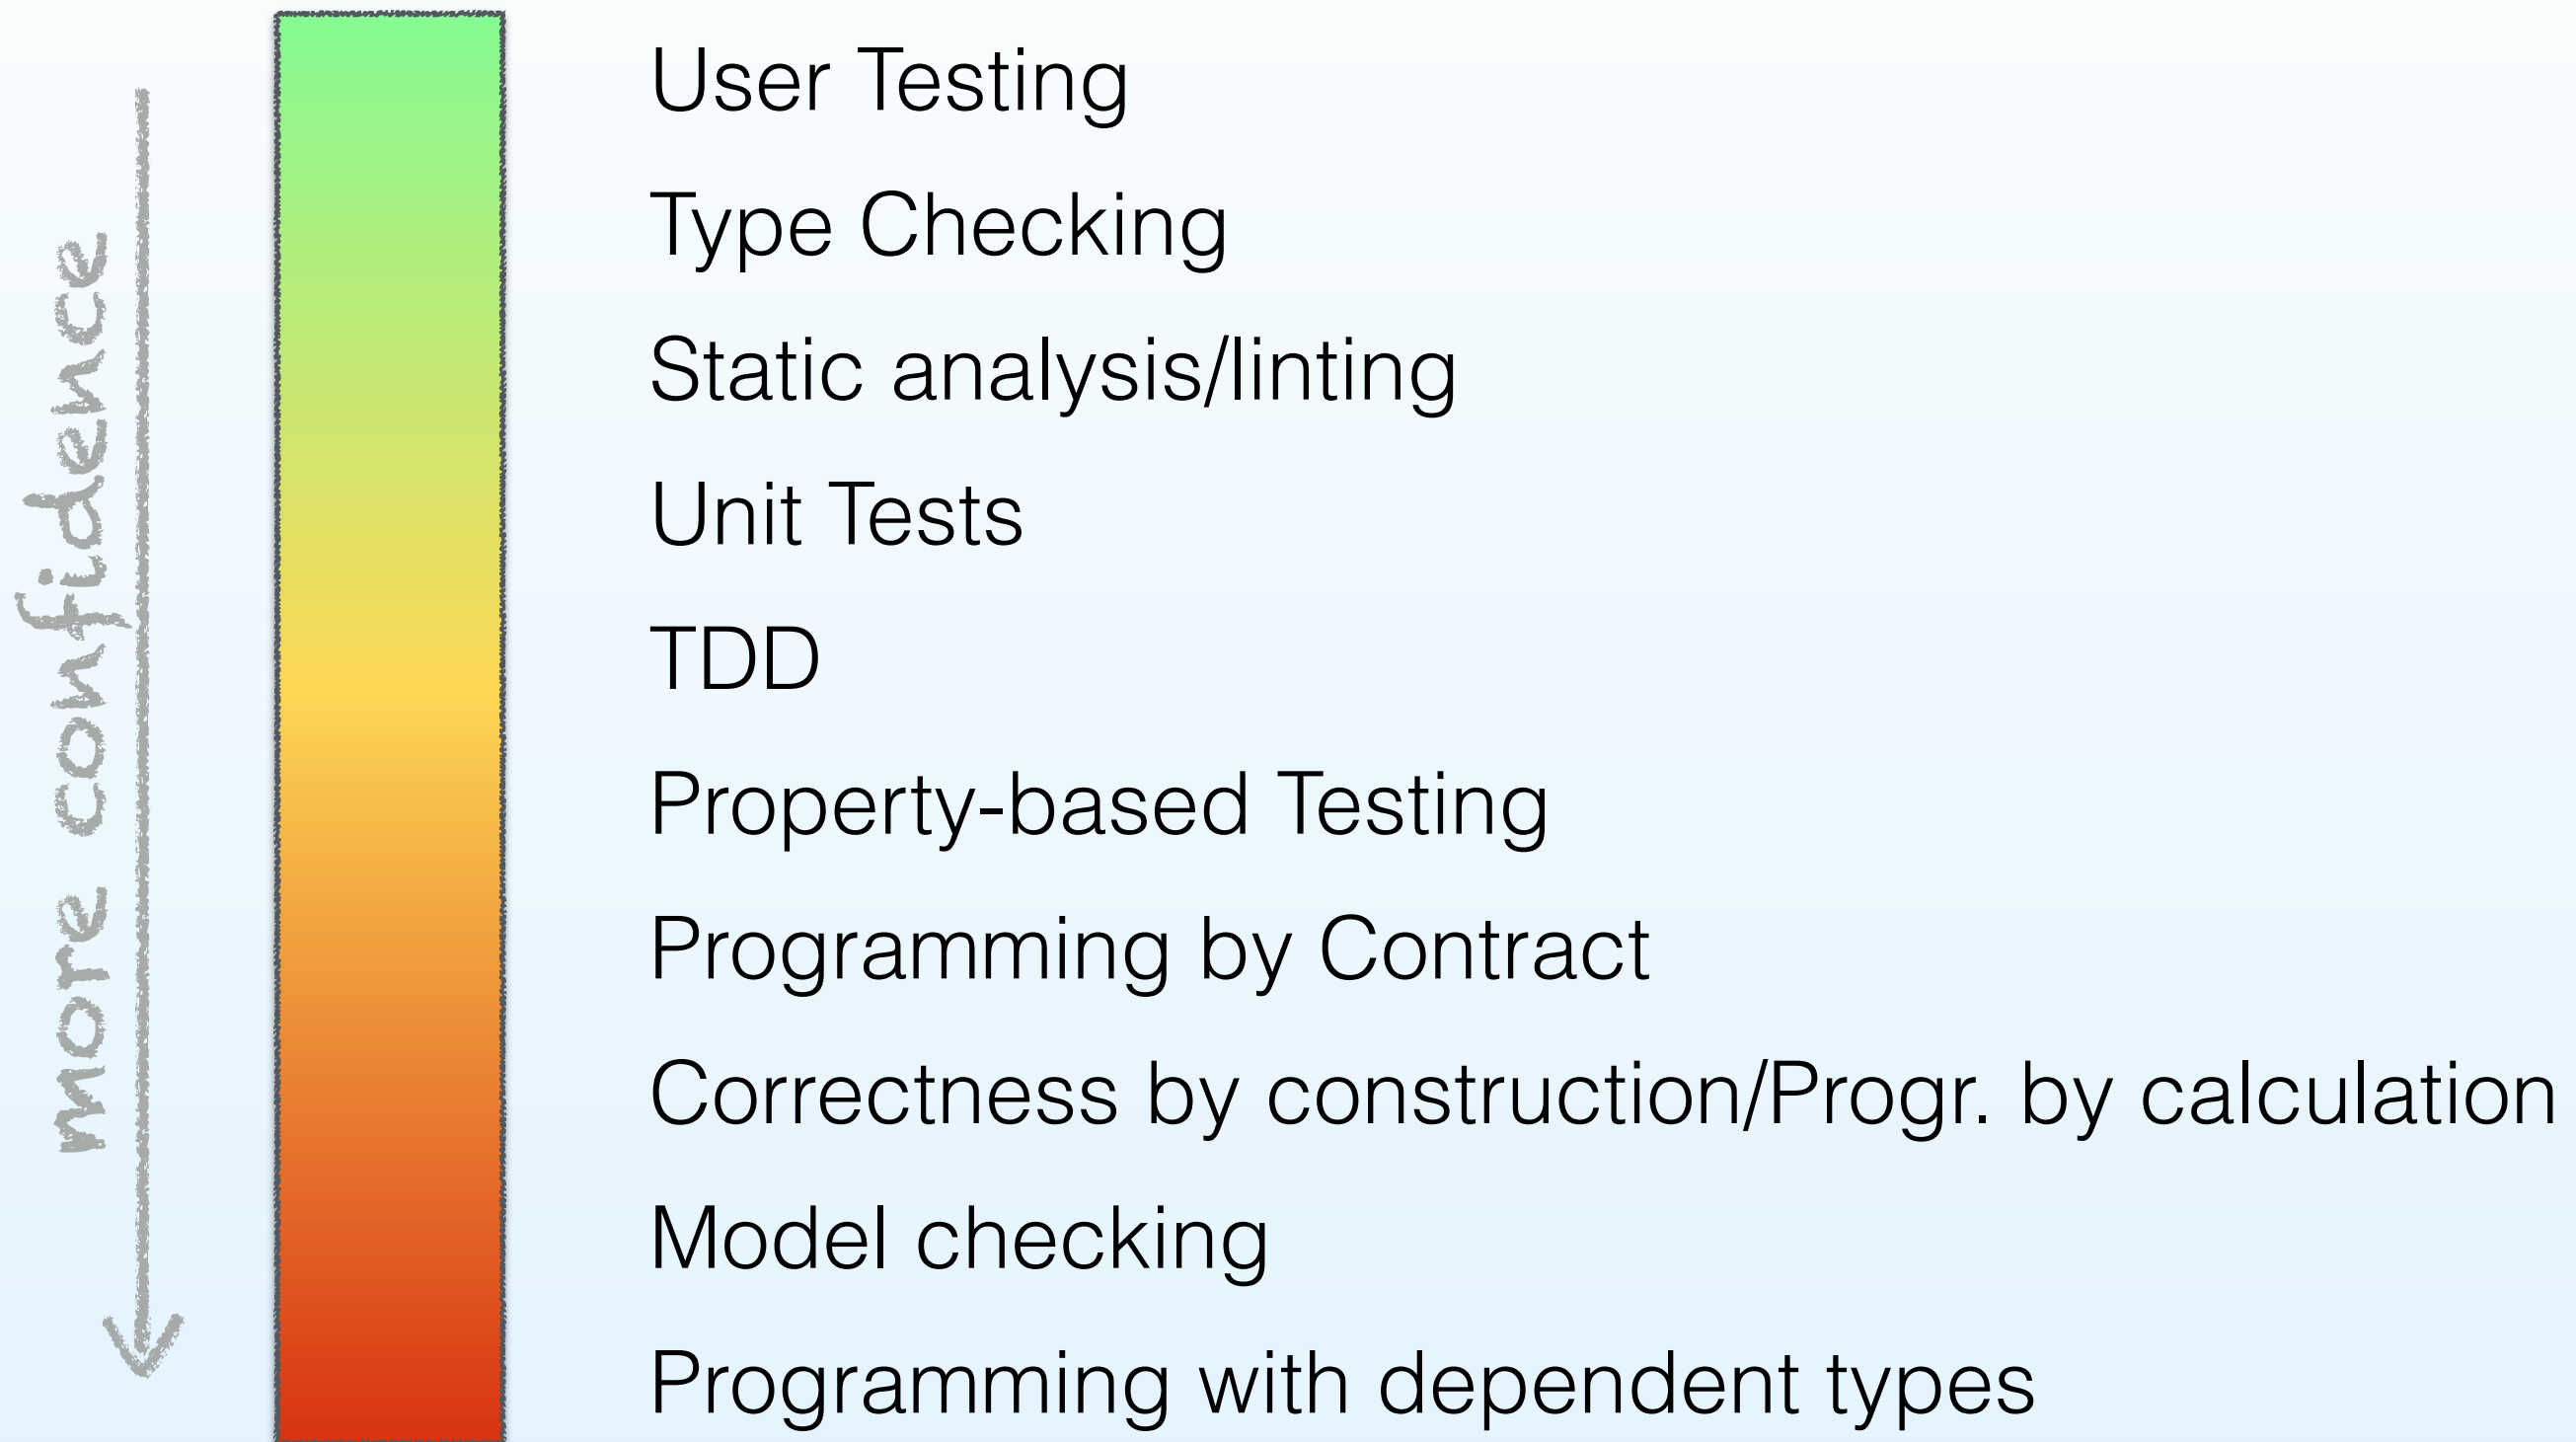 more confidence
User Testing
Type Checking
Static analysis/linting
Unit Tests
TDD
Property-based Testing
Programming by Contract
Correctness by construction/Progr. by calculation
Model checking
Programming with dependent types